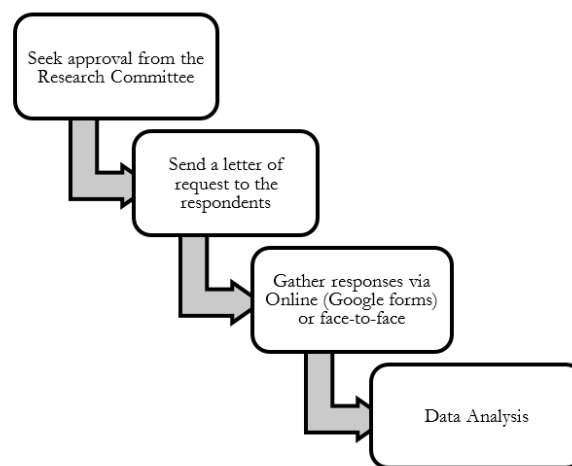 Seek approval from the
Research Committee
Send a letter of
request to the
respondents
Gather responses via
Online (Google forms)
or face-to-face
Data Analysis